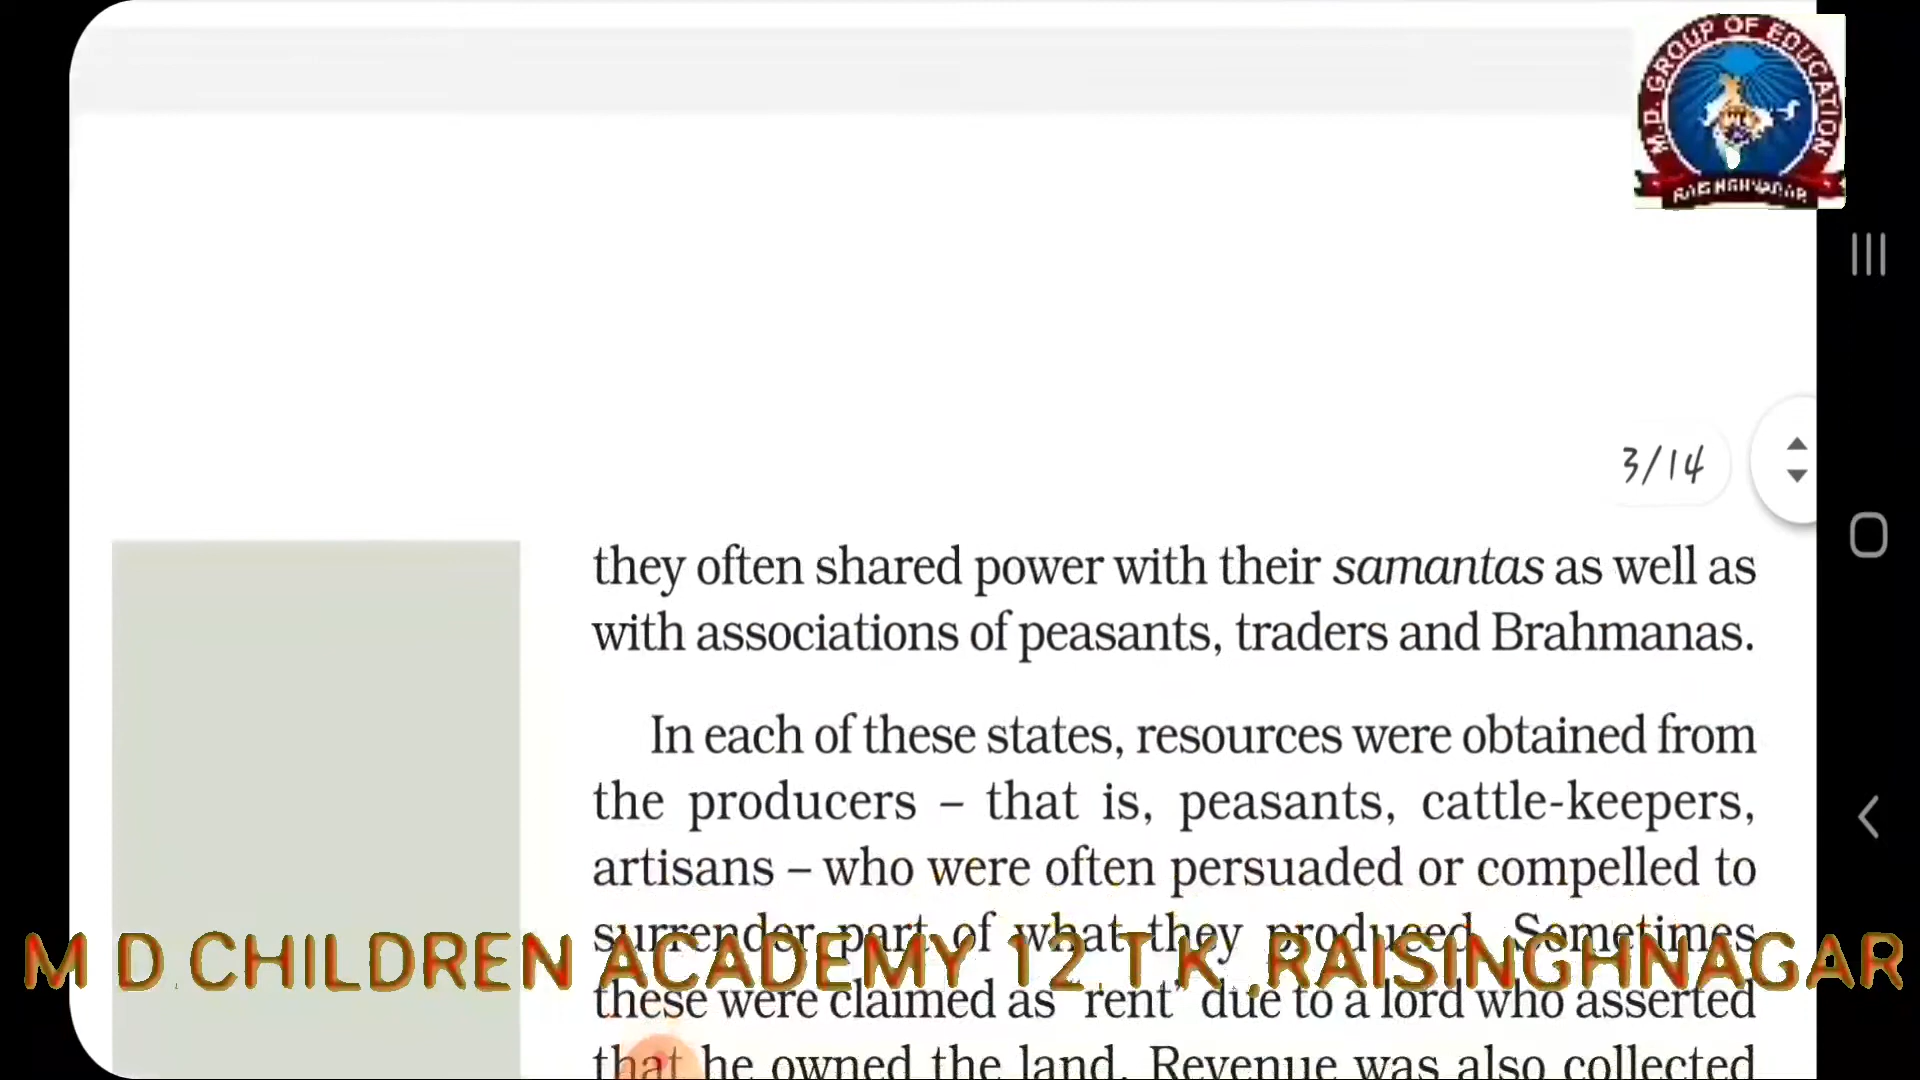 M.D. GROUP OF EDUCATION
RAISINGHNAGAR
3/14
they often shared power with their samantas as well as
with associations of peasants, traders and Brahmanas.
In each of these states, resources were obtained from
the producers – that is, peasants, cattle-keepers,
artisans – who were often persuaded or compelled to
surrender part of what they produced. Sometimes
M D CHILDREN ACADEMY 12 T K ,RAISINGHNAGAR
these were claimed as "rent" due to a lord who asserted
that he owned the land. Revenue was also collected